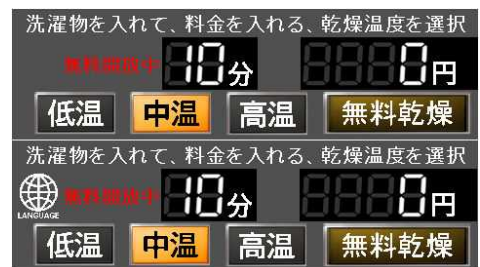 洗濯物を入れて、料金を入れる、乾燥温度を選択
無料開放中 10分 0円
低温 中温 高温 無料乾燥
洗濯物を入れて、料金を入れる、乾燥温度を選択
LANGUAGE 無料開放中 10分 0円
低温 中温 高温 無料乾燥